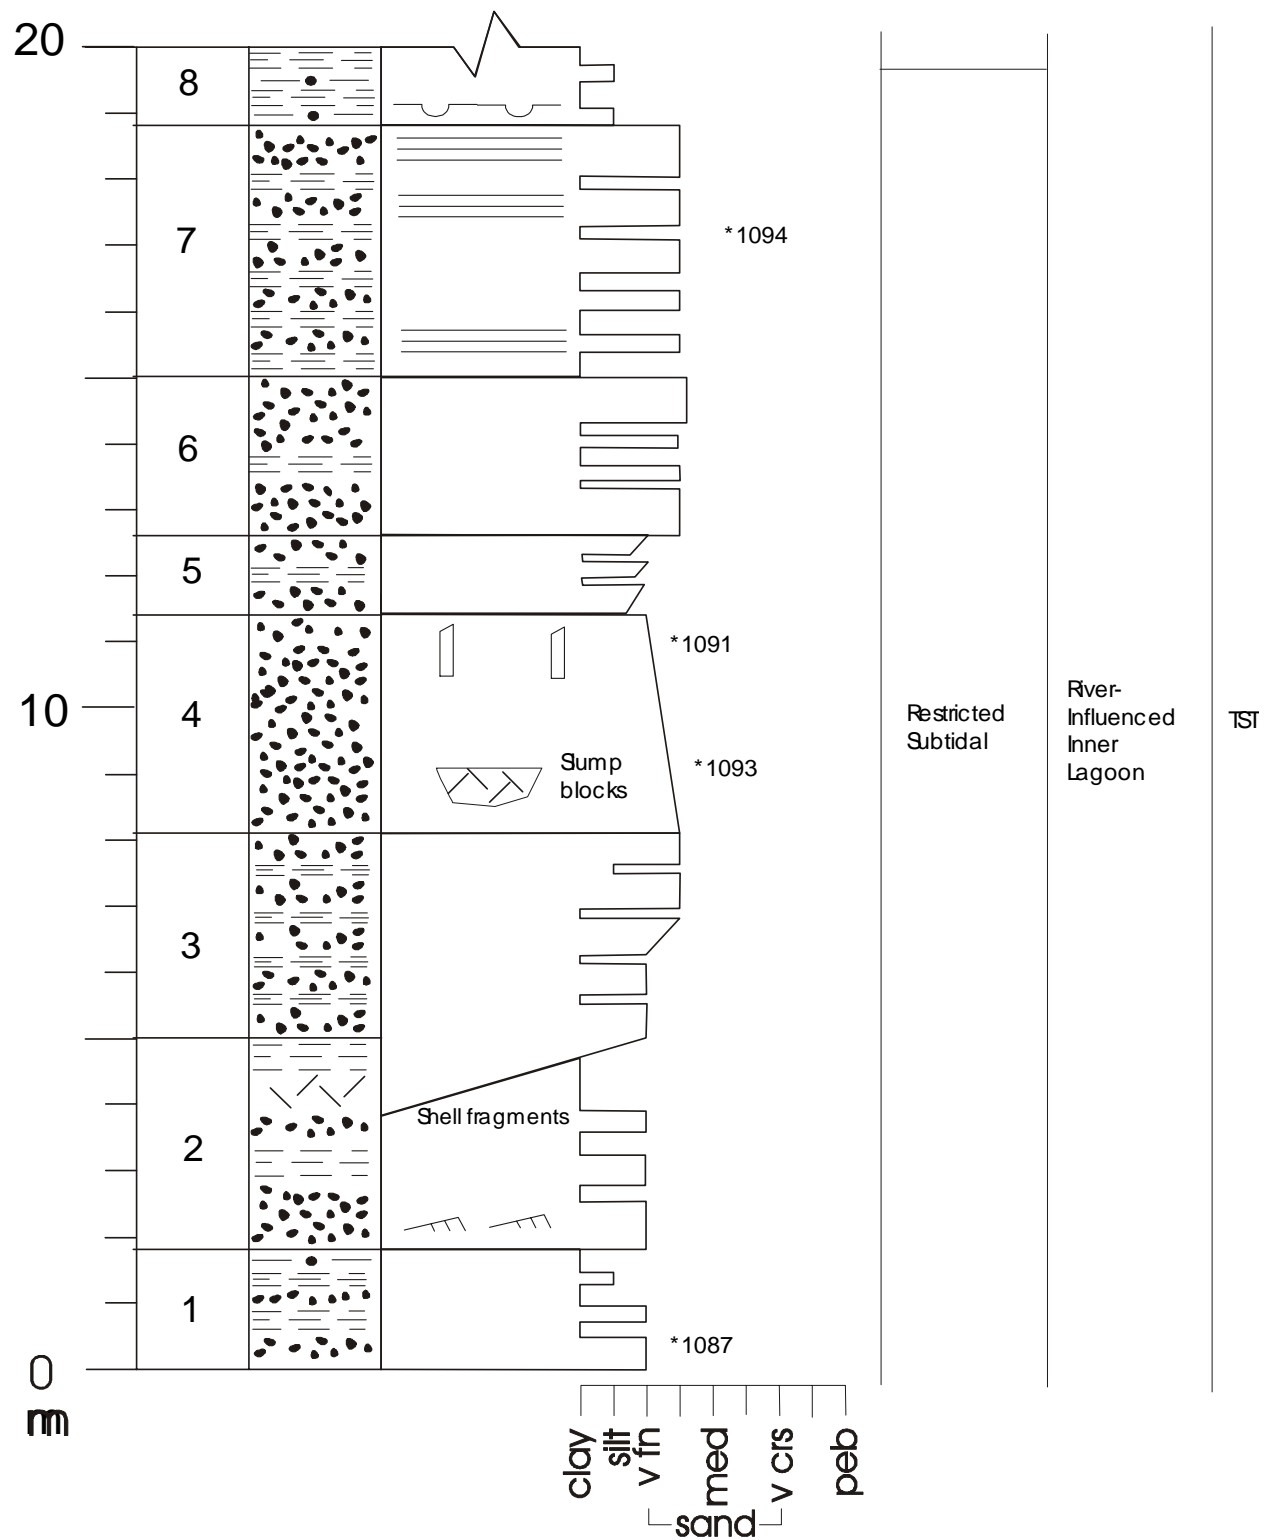 20
8
7
*1094
6
5
*1091
10
4
Slump
blocks
*1093
Restricted
Subtidal
River-
Influenced
Inner
Lagoon
TST
3
Shell fragments
2
1
*1087
0
m
clay
silt
v fn
med
v crs
peb
sand